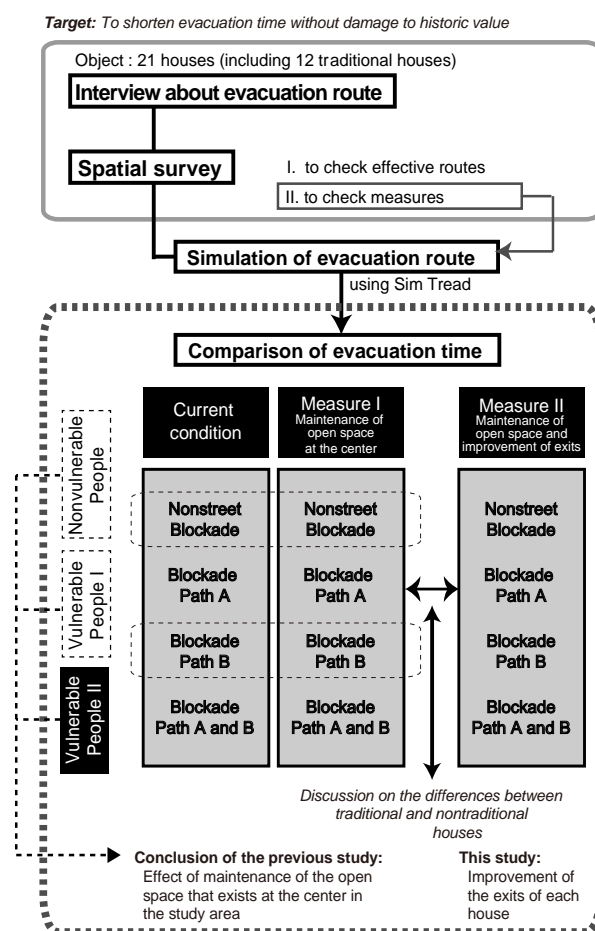 Target: To shorten evacuation time without damage to historic value
Object : 21 houses (including 12 traditional houses)
Interview about evacuation route
Spatial survey
I. to check effective routes
II. to check measures
Simulation of evacuation route
using Sim Tread
Comparison of evacuation time
Current
condition
Measure I
Maintenance of
open space
at the center
Measure II
Maintenance of
open space and
improvement of exits
Nonvulnerable
People
Vulnerable
People I
Vulnerable
People II
Nonstreet
Blockade
Blockade
Path A
Blockade
Path B
Blockade
Path A and B
Nonstreet
Blockade
Blockade
Path A
Blockade
Path B
Blockade
Path A and B
Nonstreet
Blockade
Blockade
Path A
Blockade
Path B
Blockade
Path A and B
Discussion on the differences between
traditional and nontraditional
houses
Conclusion of the previous study:
Effect of maintenance of the open
space that exists at the center in
the study area
This study:
Improvement of
the exits of each
house